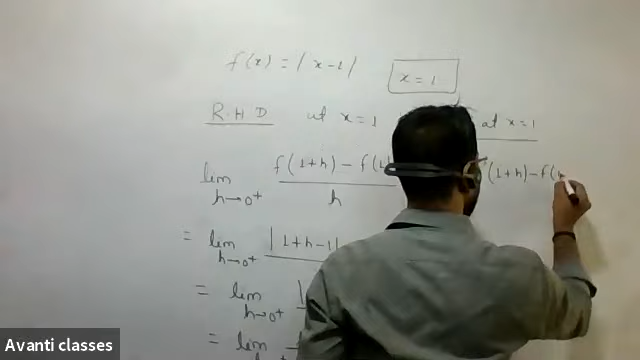 f(x) = |x-1|
x = 1
R.H.D at x = 1
at x = 1
lim h→0+ f(1+h) - f(1
h
(1+h) - f(
= lim h→0+ |1+h-1|
= lim h→0+ |
= lim h→0+
Avanti classes